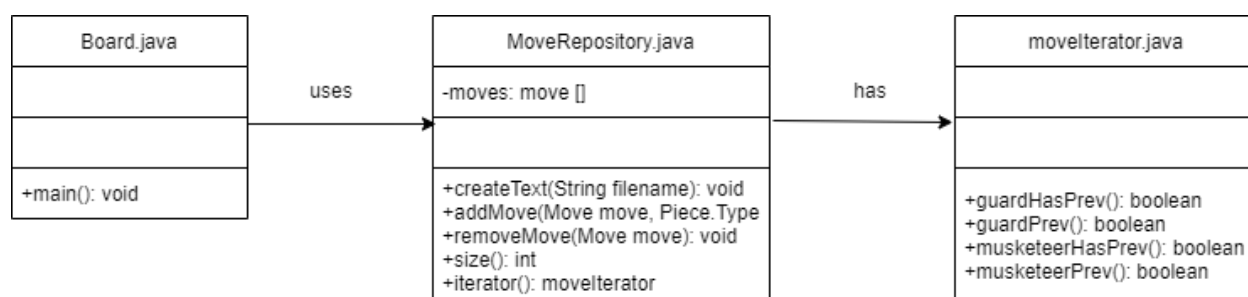 Board.java
+main(): void
uses
MoveRepository.java
-moves: move []
+createText(String filename): void
+addMove(Move move, Piece.Type
+removeMove(Move move): void
+size(): int
+iterator(): moveIterator
has
moveIterator.java
+guardHasPrev(): boolean
+guardPrev(): boolean
+musketeerHasPrev(): boolean
+musketeerPrev(): boolean